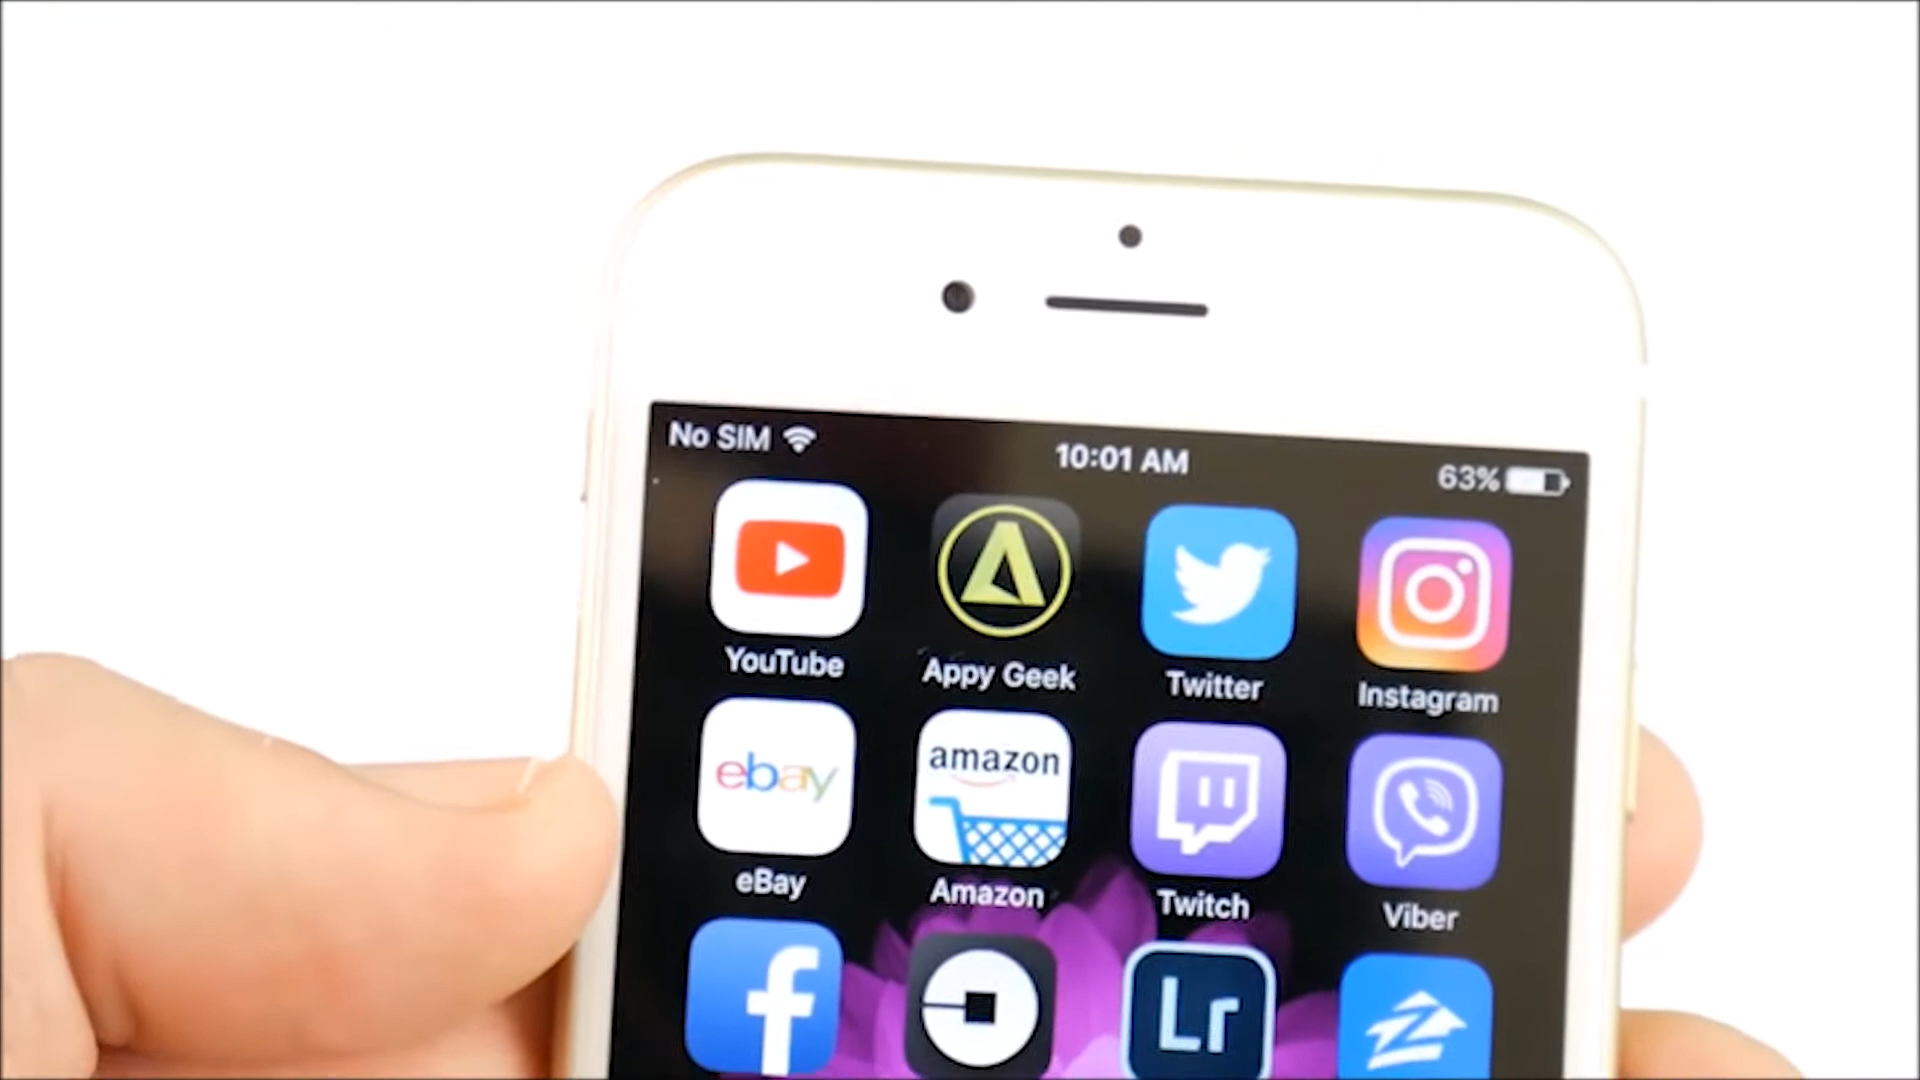 No SIM 10:01 AM 63%
YouTube Appy Geek Twitter Instagram
ebay amazon
eBay Amazon Twitch Viber
f Lr Z